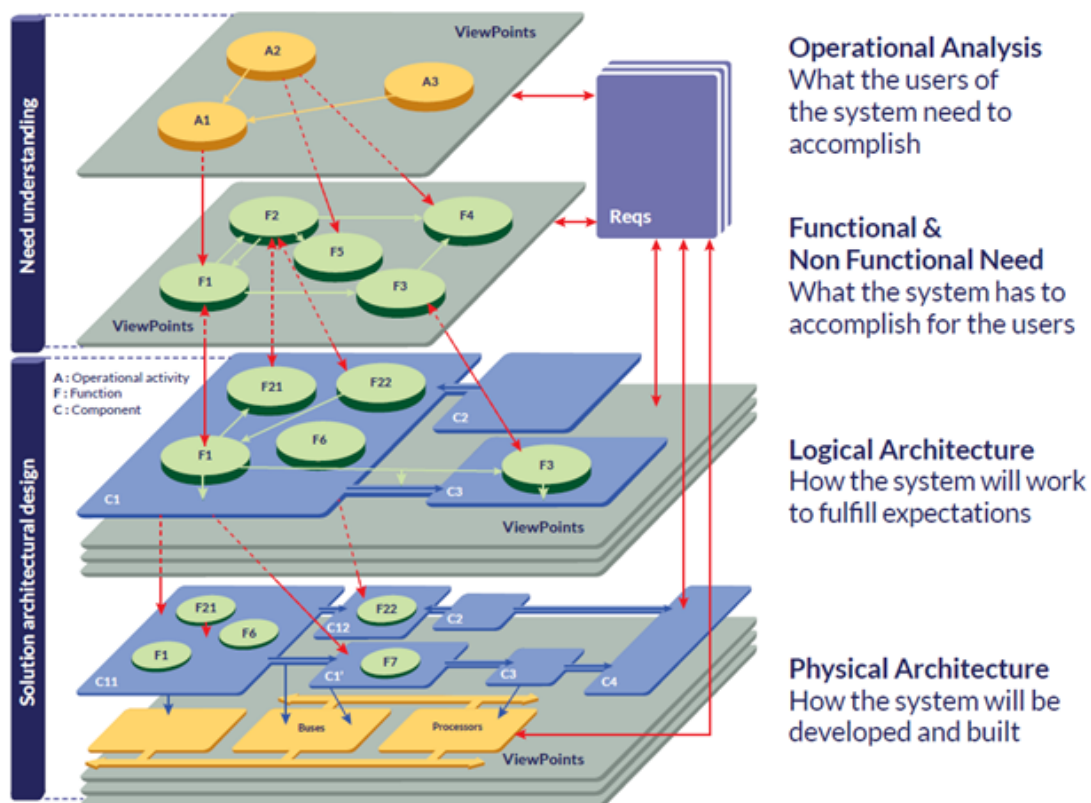 Need understanding
ViewPoints
A2
A3
A1
Operational Analysis
What the users of
the system need to
accomplish
Reqs
F2
F4
F5
F1
F3
ViewPoints
Functional &
Non Functional Need
What the system has to
accomplish for the users
Solution architectural design
A : Operational activity
F : Function
C : Component
F21
F22
C2
F6
F1
F3
C1
C3
ViewPoints
Logical Architecture
How the system will work
to fulfill expectations
F21
F22
C2
C12
F6
F1
F7
C11
C1'
C3
C4
Buses
Processors
ViewPoints
Physical Architecture
How the system will be
developed and built